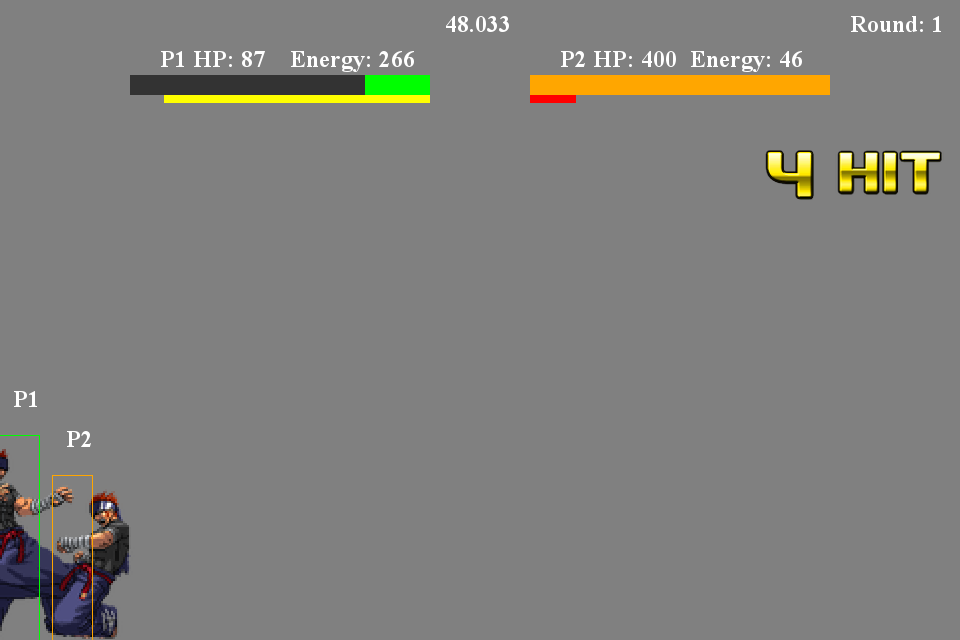 48.033
Round: 1
P1 HP: 87 Energy: 266
P2 HP: 400 Energy: 46
4 HIT
P1
P2